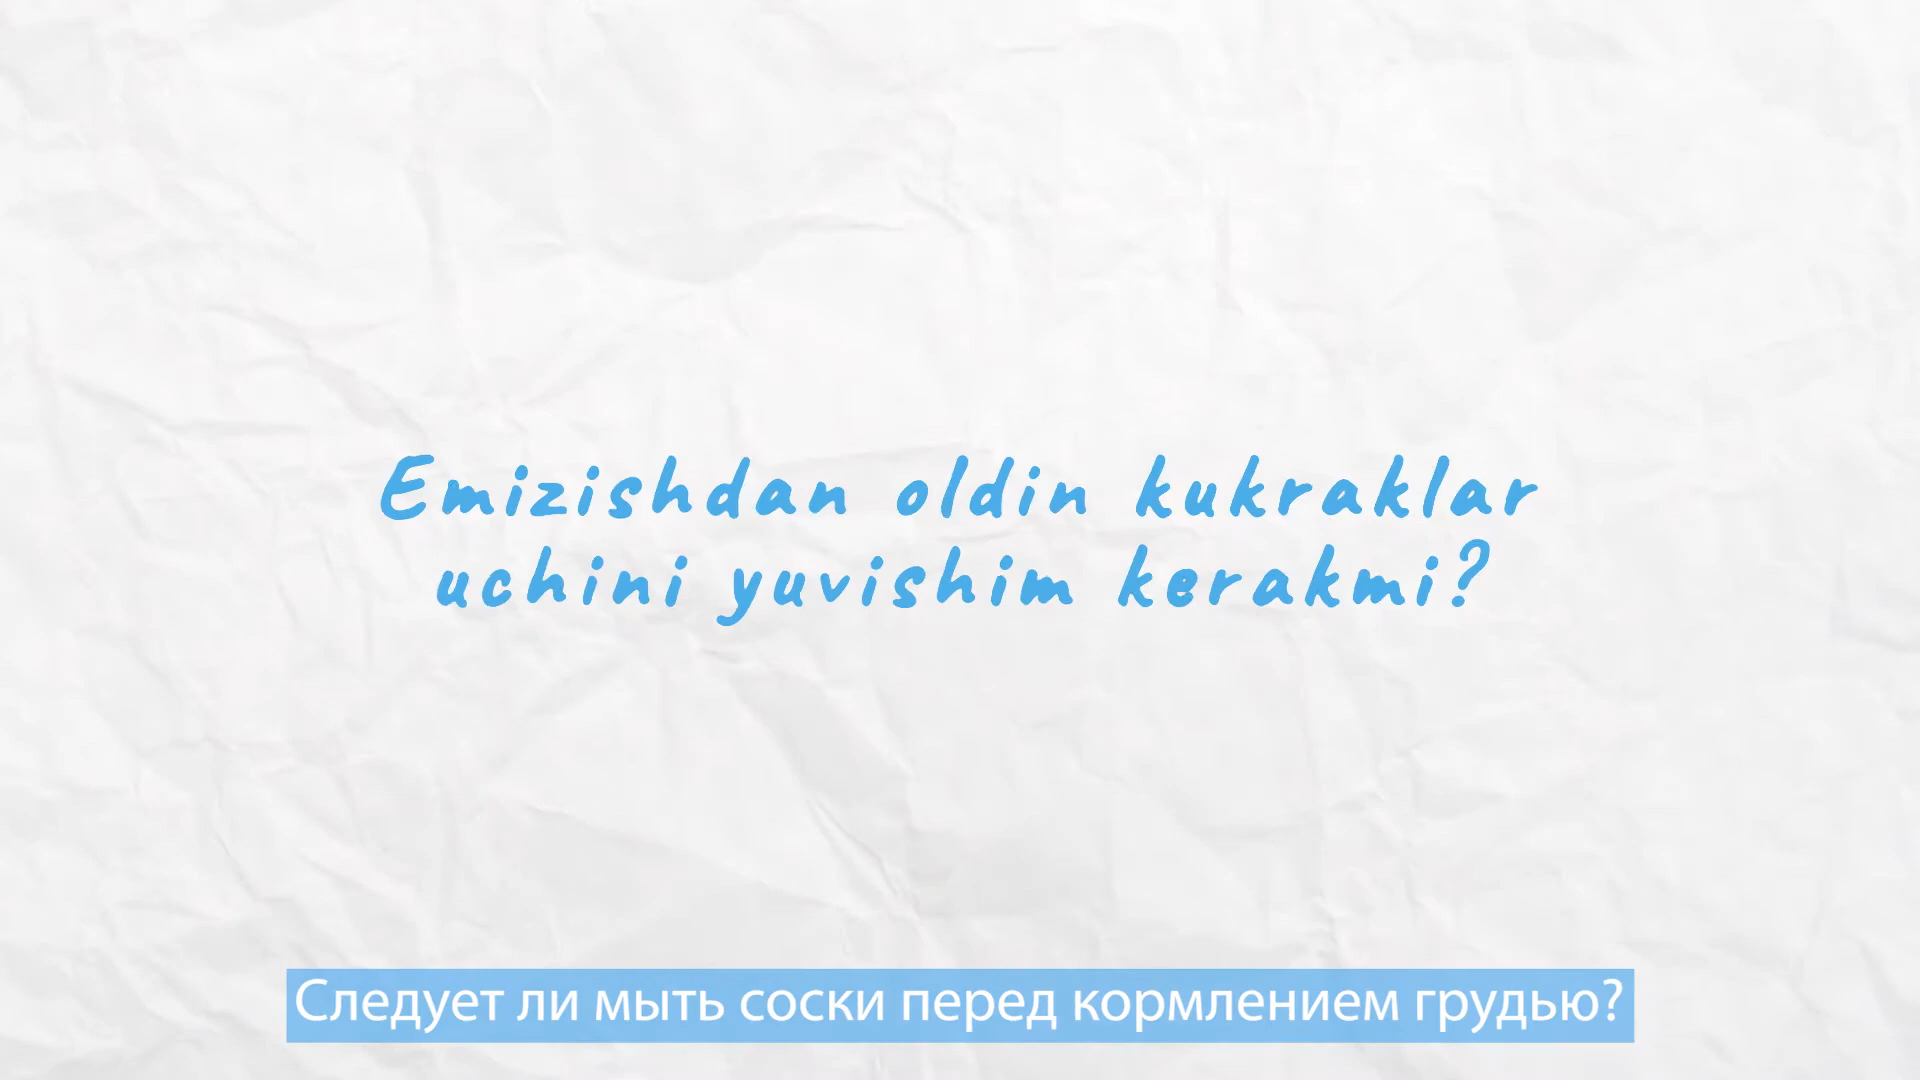 Emizishdan oldin kukraklar
uchini yuvishim kerakmi?
Следует ли мыть соски перед кормлением грудью?